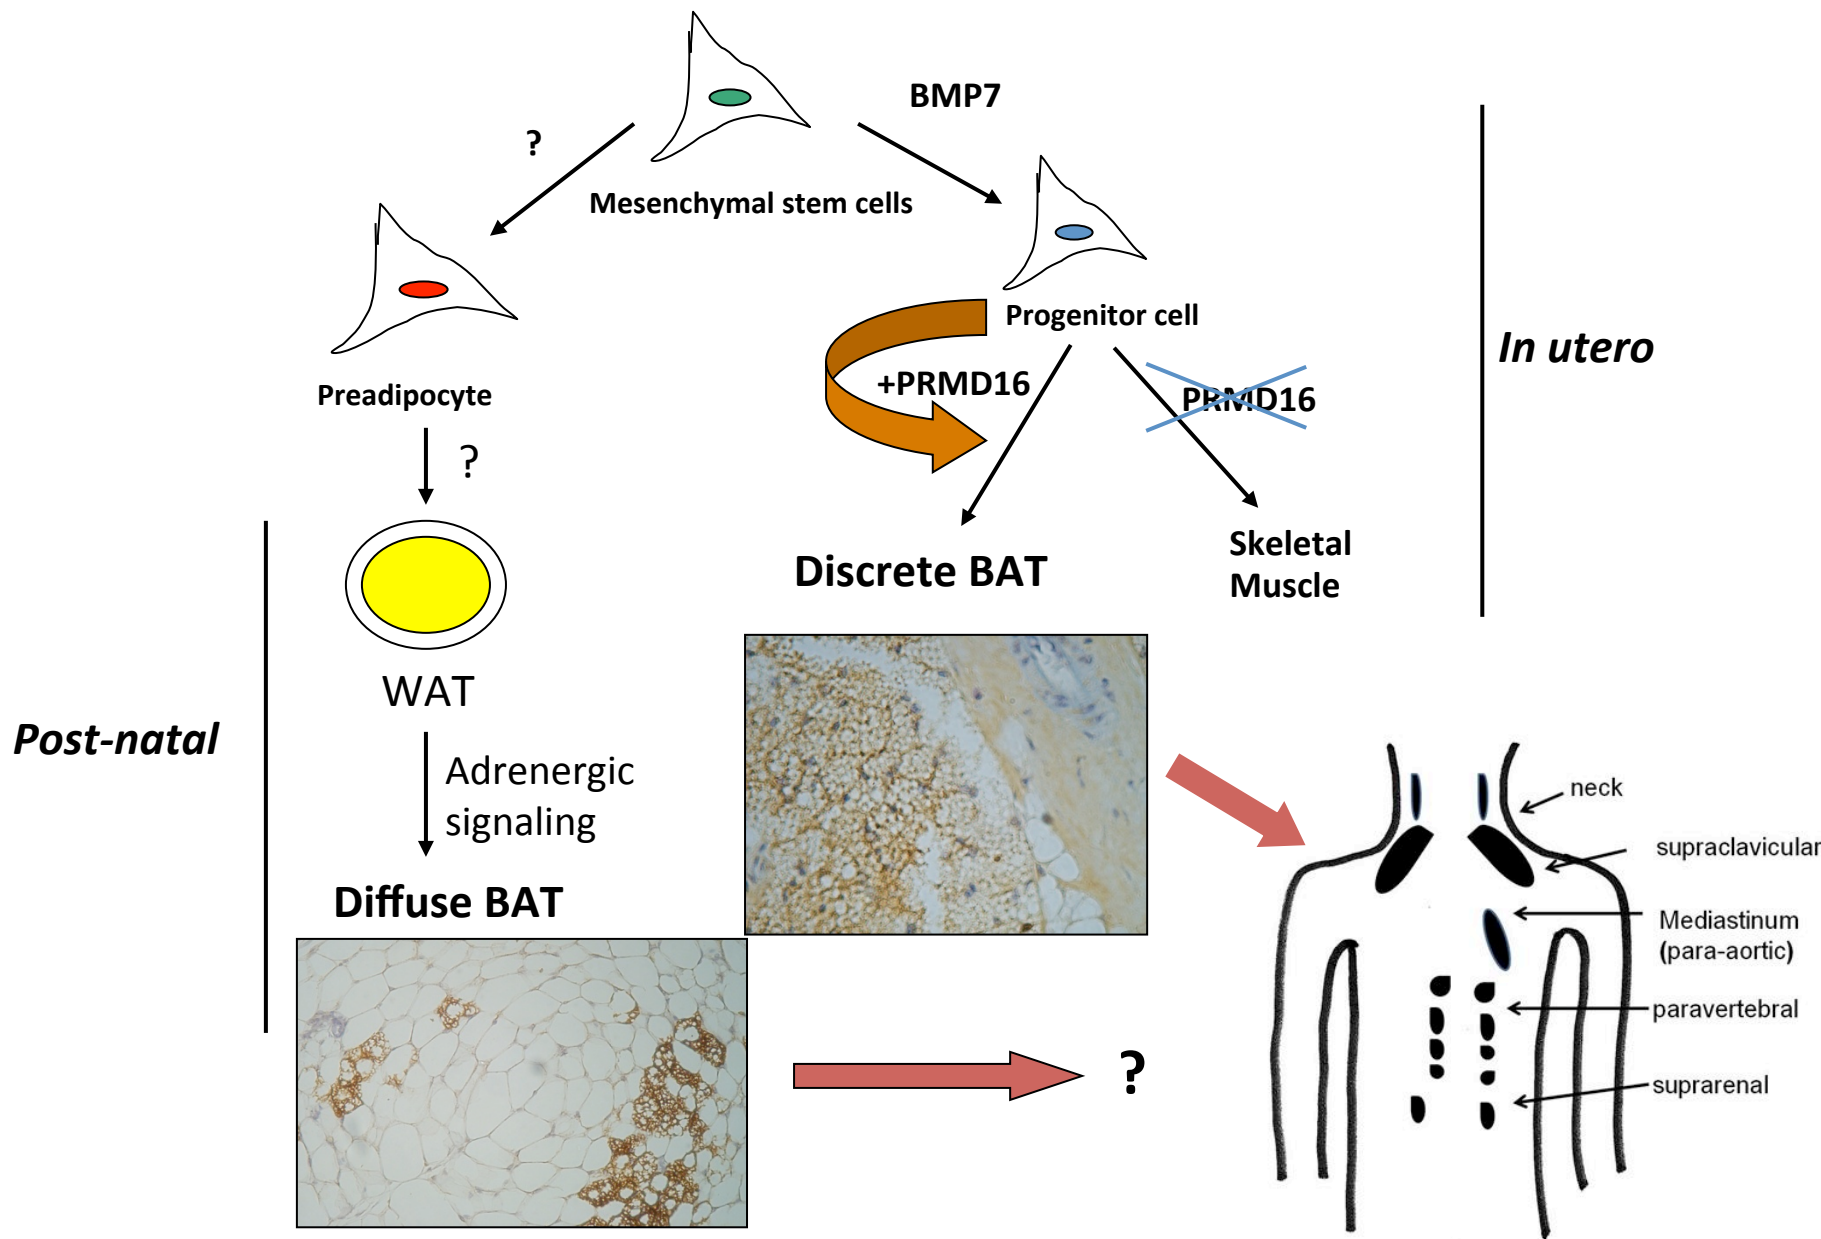 BMP7
?
Mesenchymal stem cells
Progenitor cell
In utero
+PRMD16
PRMD16
Preadipocyte
?
Discrete BAT
Skeletal
Muscle
WAT
Post-natal
Adrenergic
signaling
Diffuse BAT
neck
supraclavicular
Mediastinum
(para-aortic)
paravertebral
suprarenal
?